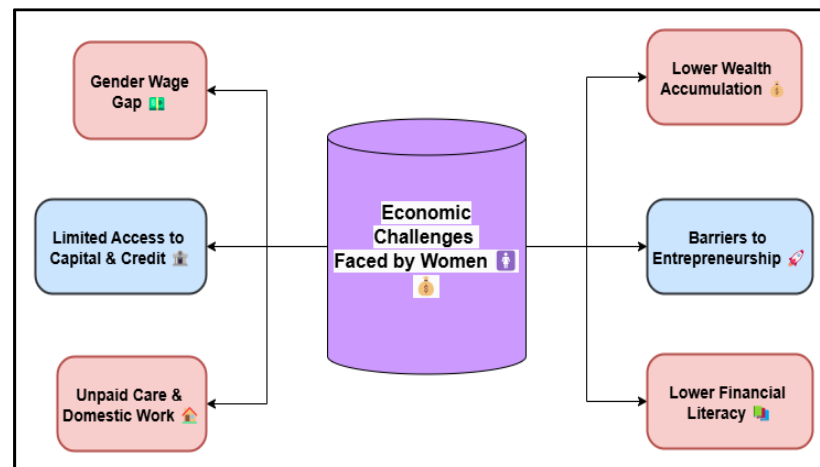 Gender Wage
Gap 💵
Limited Access to
Capital & Credit 🏦
Unpaid Care &
Domestic Work 🏠
Economic
Challenges
Faced by Women 🚺
💰
Lower Wealth
Accumulation 💰
Barriers to
Entrepreneurship 🚀
Lower Financial
Literacy 📚